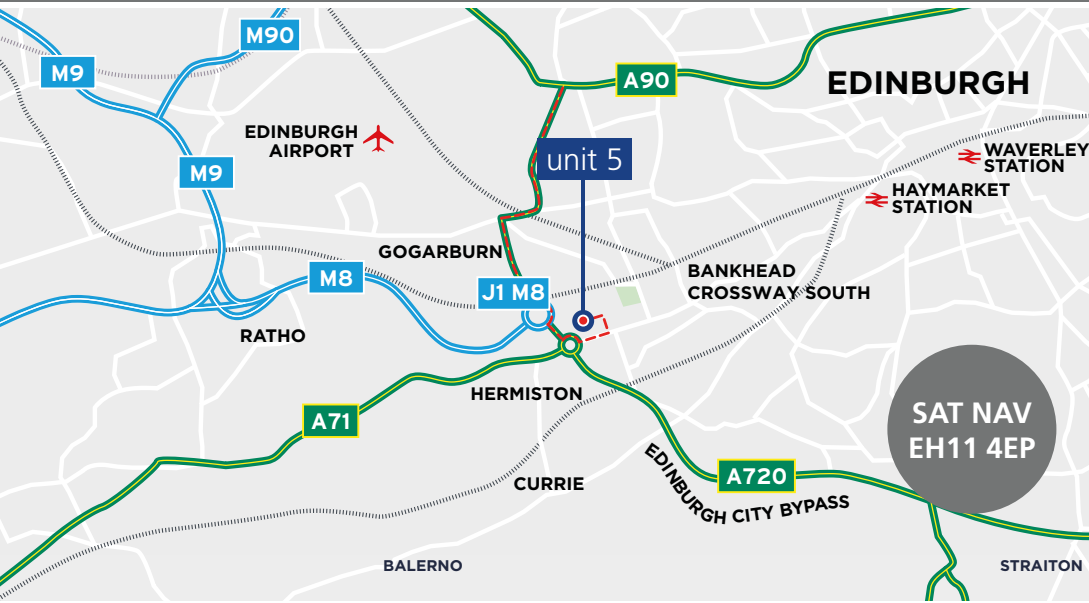 M90
M9
A90
EDINBURGH
EDINBURGH
AIRPORT
unit 5
WAVERLEY
STATION
M9
HAYMARKET
STATION
GOGARBURN
M8
J1 M8
BANKHEAD
CROSSWAY SOUTH
RATHO
HERMISTON
A71
SAT NAV
EH11 4EP
CURRIE
A720
EDINBURGH CITY BYPASS
BALERNO
STRAITON